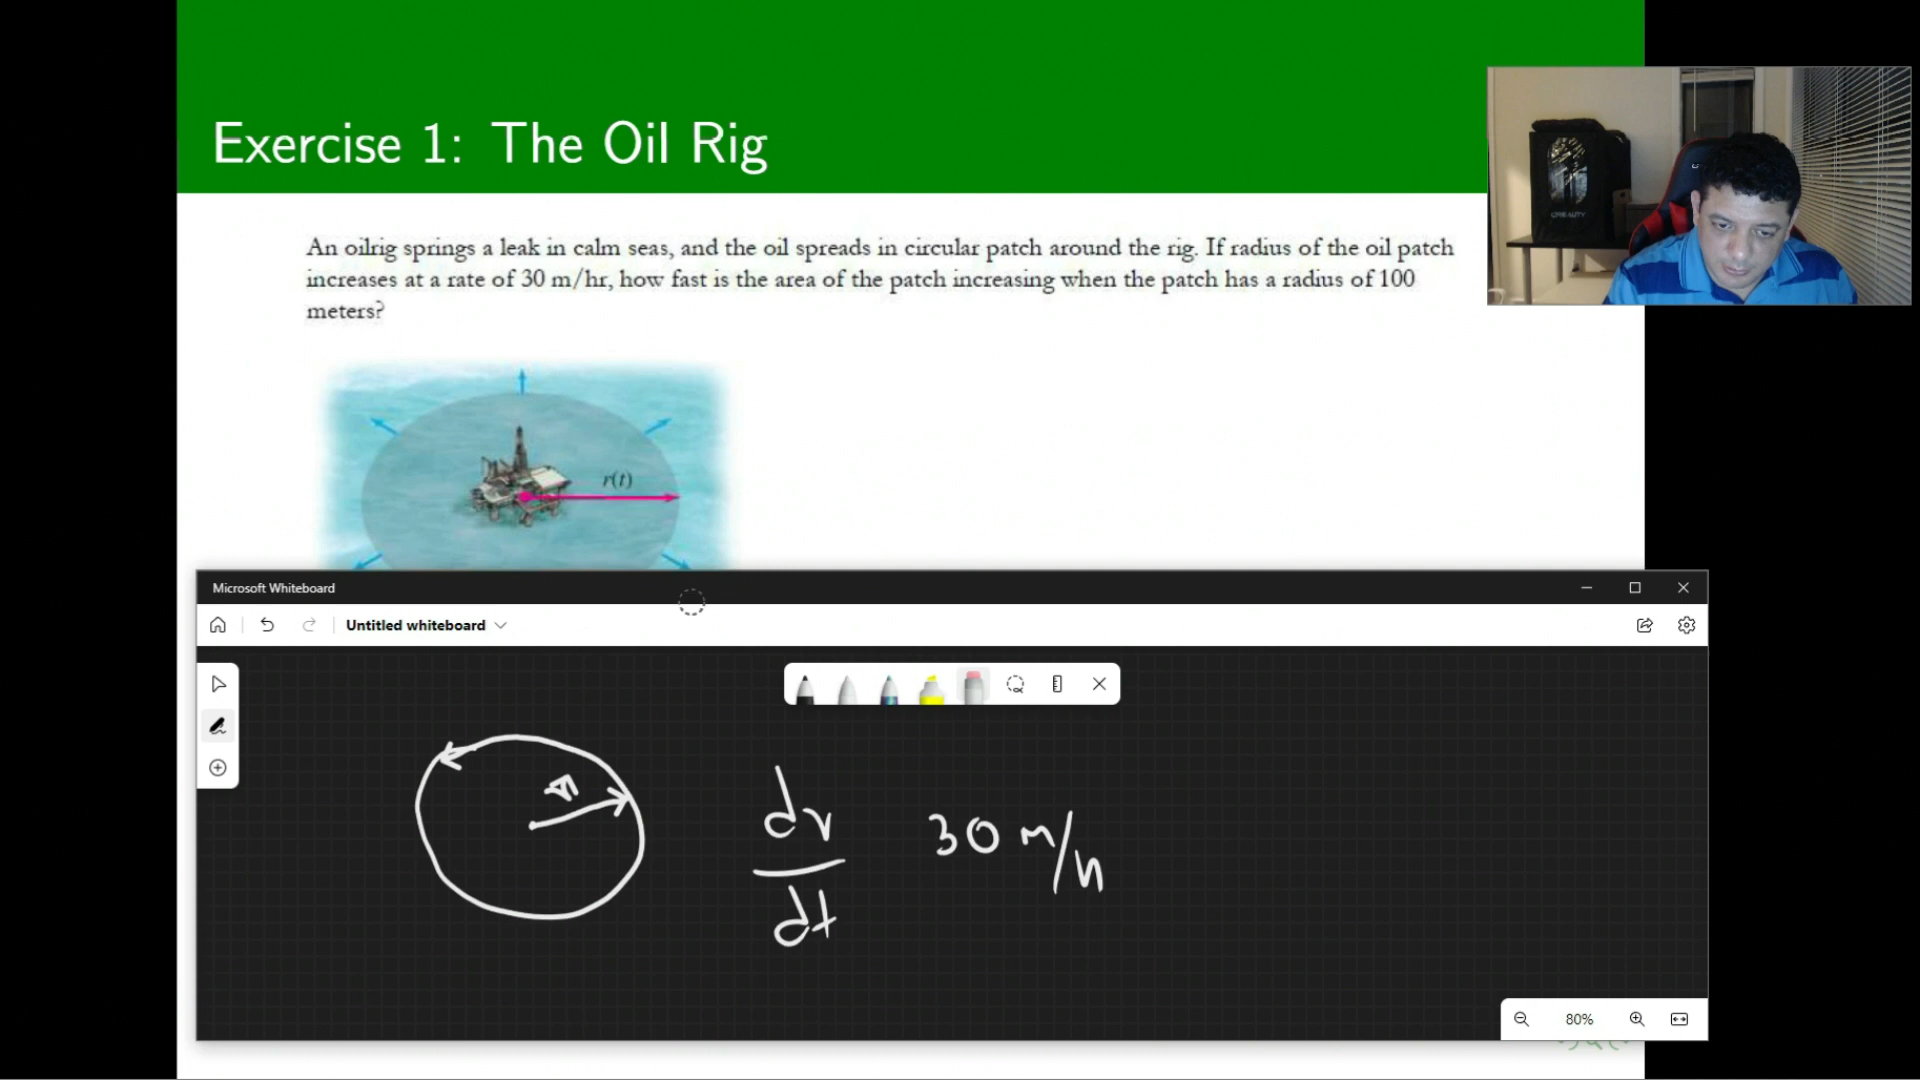 Exercise 1: The Oil Rig
An oilrig springs a leak in calm seas, and the oil spreads in circular patch around the rig. If radius of the oil patch
increases at a rate of 30 m/hr, how fast is the area of the patch increasing when the patch has a radius of 100
meters?
r(t)
Microsoft Whiteboard
Untitled whiteboard
dr
dt
30 m/h
80%